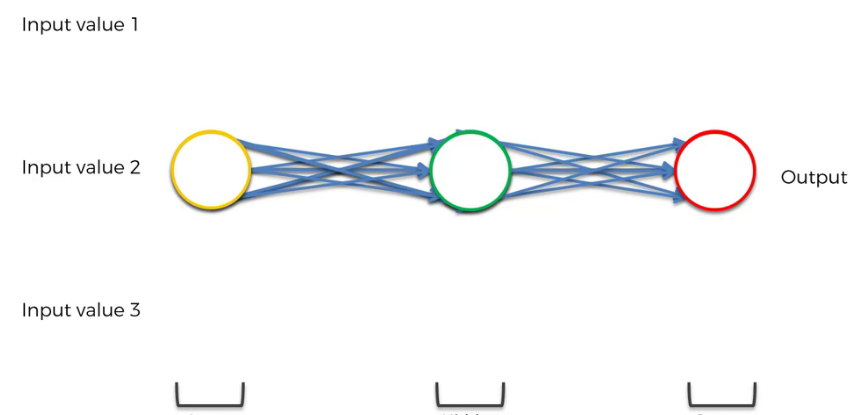 Input value 1
Input value 2
Output
Input value 3